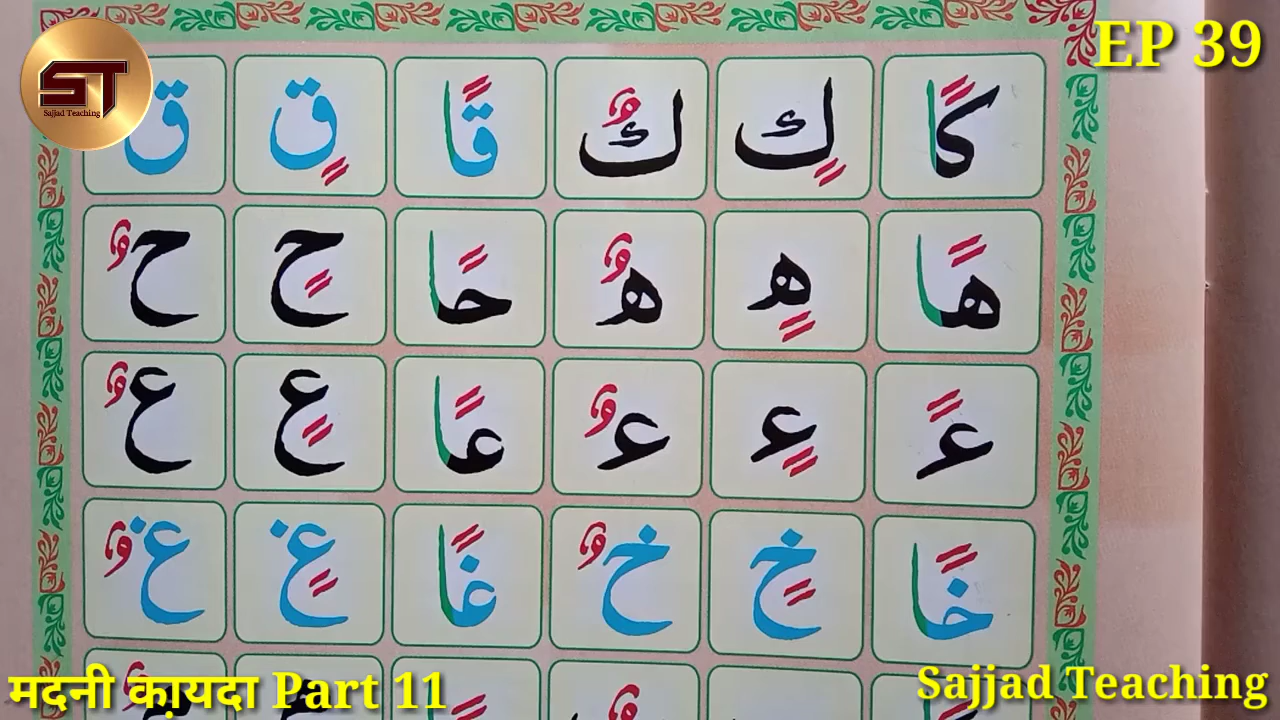 EP 39
ST
Sajjad Teaching
كًا كٍ كٌ قًا قٍ ق
هًا هٍ هٌ حًا حٍ حٌ
ءً ءٍ ءٌ عًا عٍ عٌ
خًا خٍ خٌ غًا غٍ غٌ
मदनी क़ायदा Part 11
Sajjad Teaching